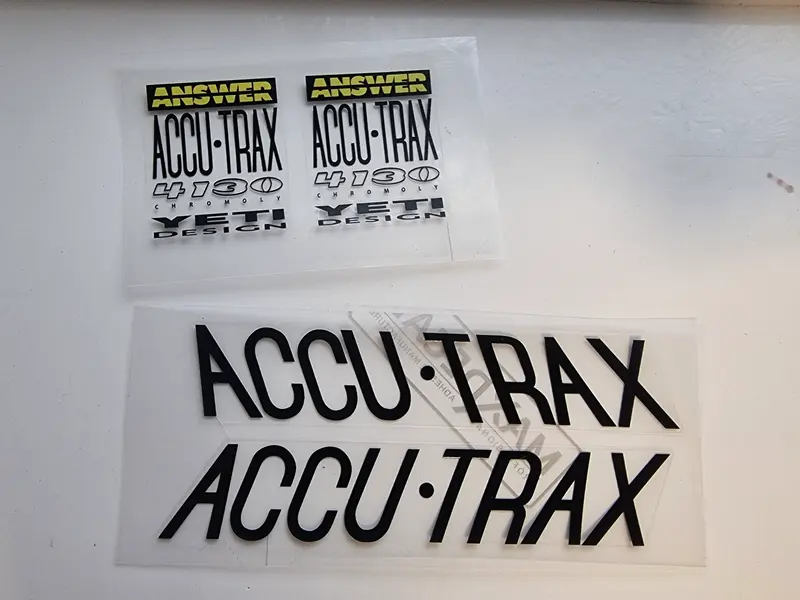 ANSWER
ACCU·TRAX
4130
CHROMOLY
YETI
DESIGN
ANSWER
ACCU·TRAX
4130
CHROMOLY
YETI
DESIGN
ACCU·TRAX
ACCU·TRAX